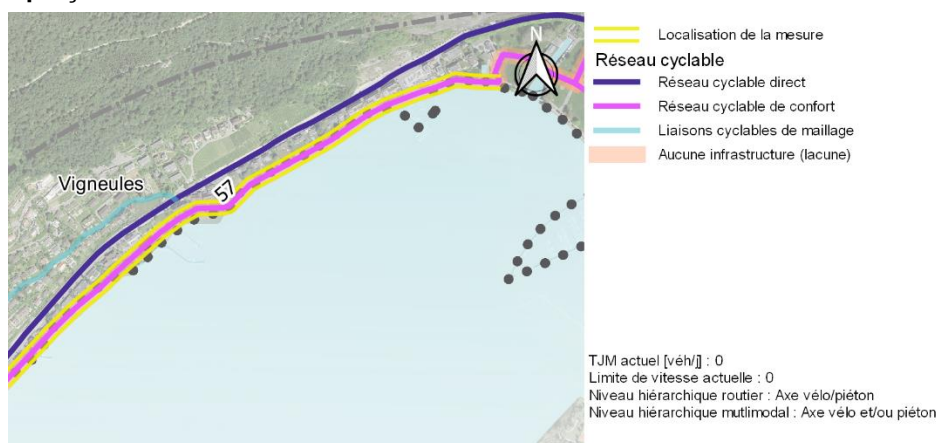 N
Vigneules
57
Localisation de la mesure
Réseau cyclable
Réseau cyclable direct
Réseau cyclable de confort
Liaisons cyclables de maillage
Aucune infrastructure (lacune)
TJM actuel [véh/j] : 0
Limite de vitesse actuelle : 0
Niveau hiérarchique routier : Axe vélo/piéton
Niveau hiérarchique mutlimodal : Axe vélo et/ou piéton